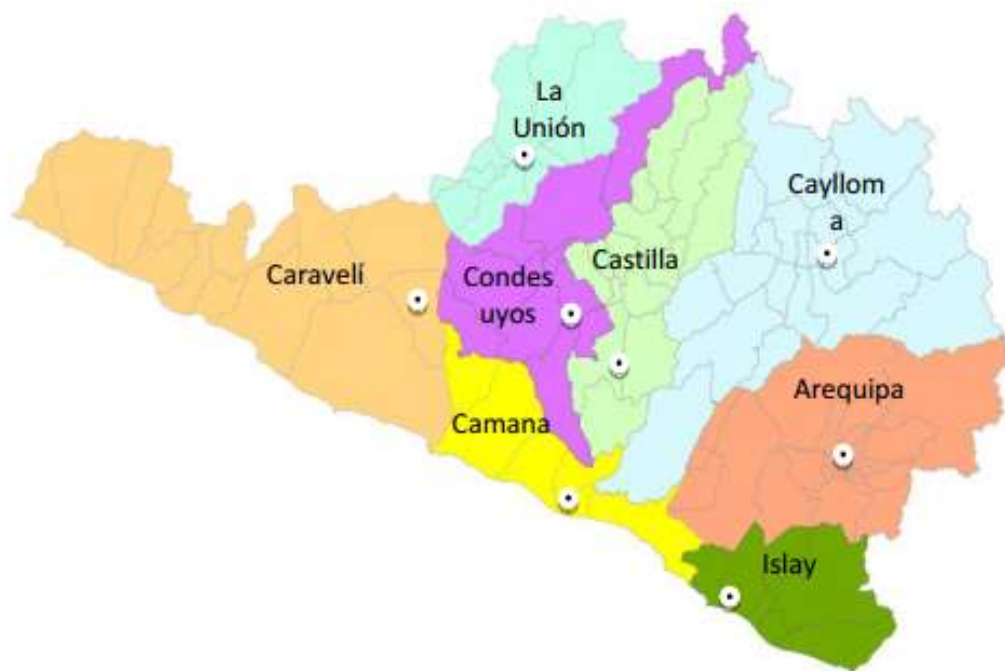 La
Unión
Cayllom
a
Caravelí
Condes
uyos
Castilla
Arequipa
Camana
Islay